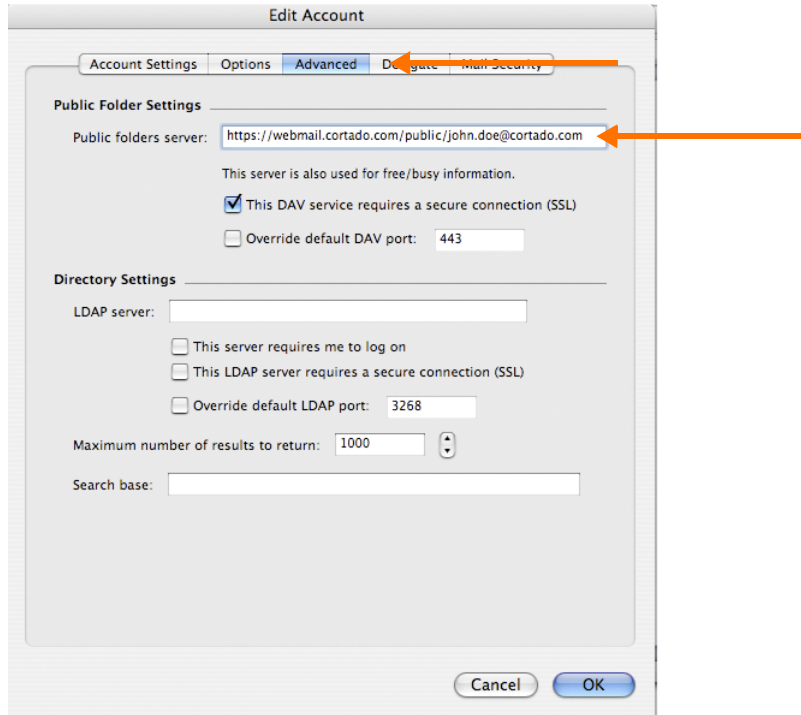 Edit Account
Account Settings Options Advanced Delegate Mail Security
Public Folder Settings
Public folders server: https://webmail.cortado.com/public/john.doe@cortado.com
This server is also used for free/busy information.
This DAV service requires a secure connection (SSL)
Override default DAV port: 443
Directory Settings
LDAP server:
This server requires me to log on
This LDAP server requires a secure connection (SSL)
Override default LDAP port: 3268
Maximum number of results to return: 1000
Search base:
Cancel OK